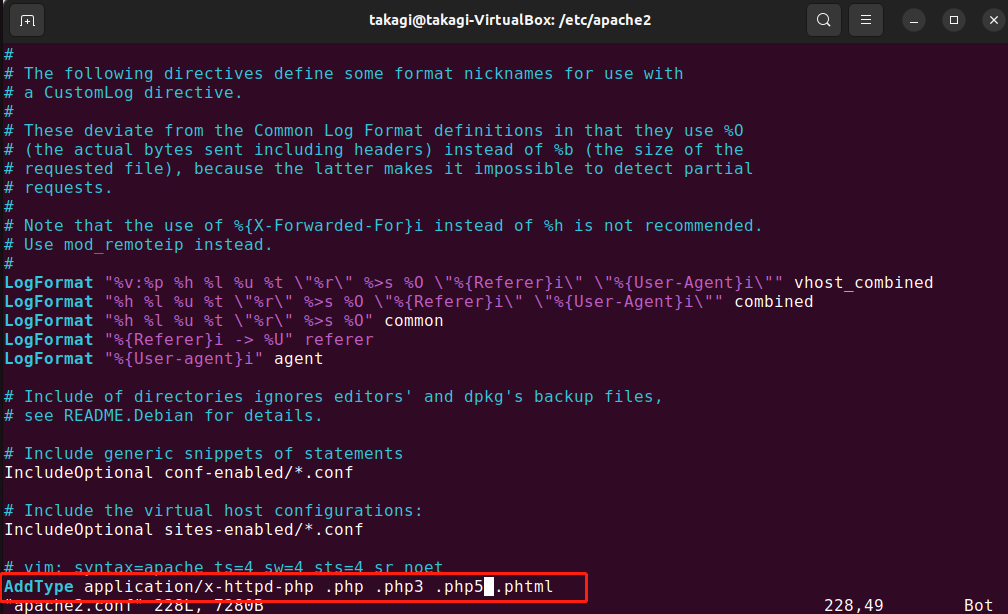 takagi@takagi-VirtualBox: /etc/apache2
#
# The following directives define some format nicknames for use with
# a CustomLog directive.
#
# These deviate from the Common Log Format definitions in that they use %O
# (the actual bytes sent including headers) instead of %b (the size of the
# requested file), because the latter makes it impossible to detect partial
# requests.
#
# Note that the use of %{X-Forwarded-For}i instead of %h is not recommended.
# Use mod_remoteip instead.
#
LogFormat "%v:%p %h %l %u %t \"%r\" %>s %O \"%{Referer}i\" \"%{User-Agent}i\"" vhost_combined
LogFormat "%h %l %u %t \"%r\" %>s %O \"%{Referer}i\" \"%{User-Agent}i\"" combined
LogFormat "%h %l %u %t \"%r\" %>s %O" common
LogFormat "%{Referer}i -> %U" referer
LogFormat "%{User-agent}i" agent
# Include of directories ignores editors' and dpkg's backup files,
# see README.Debian for details.
# Include generic snippets of statements
IncludeOptional conf-enabled/*.conf
# Include the virtual host configurations:
IncludeOptional sites-enabled/*.conf
# vim: syntax=apache ts=4 sw=4 sts=4 sr noet
AddType application/x-httpd-php .php .php3 .php5 .phtml
"apache2.conf" 228L, 7280B 228,49 Bot